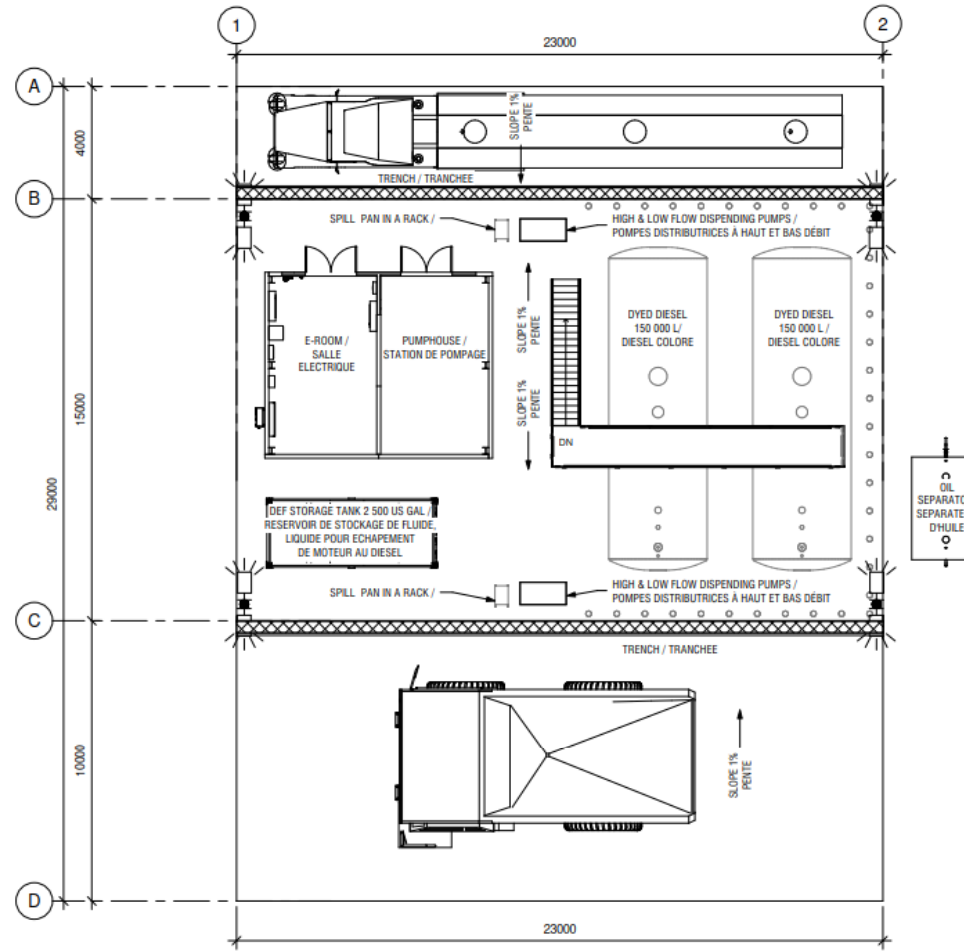 1
2
23000
A
4000
SLOPE 1%
PENTE
TRENCH / TRANCHEE
B
SPILL PAN IN A RACK /
HIGH & LOW FLOW DISPENDING PUMPS /
POMPES DISTRIBUTRICES À HAUT ET BAS DÉBIT
E-ROOM /
SALLE
ELECTRIQUE
PUMPHOUSE /
STATION DE POMPAGE
SLOPE 1%
PENTE
SLOPE 1%
PENTE
DYED DIESEL
150 000 L/
DIESEL COLORE
DYED DIESEL
150 000 L/
DIESEL COLORE
15000
29000
DN
DEF STORAGE TANK 2 500 US GAL /
RESERVOIR DE STOCKAGE DE FLUIDE,
LIQUIDE POUR ECHAPEMENT
DE MOTEUR AU DIESEL
OIL
SEPARATO
SEPARATE
D'HUILE
SPILL PAN IN A RACK /
HIGH & LOW FLOW DISPENDING PUMPS /
POMPES DISTRIBUTRICES À HAUT ET BAS DÉBIT
C
TRENCH / TRANCHEE
10000
SLOPE 1%
PENTE
D
23000